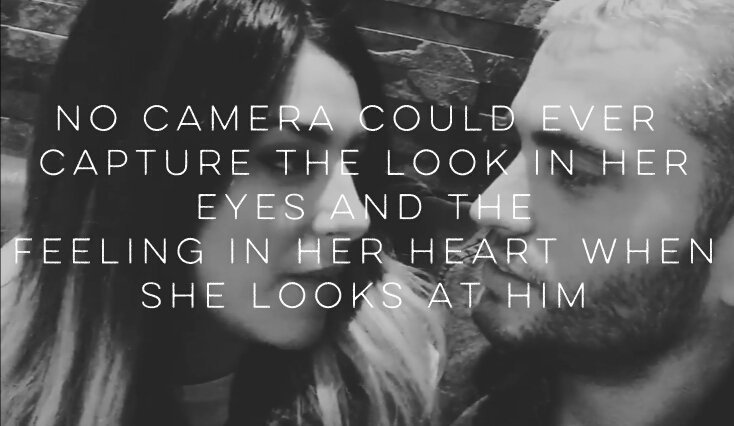 NO CAMERA COULD EVER
CAPTURE THE LOOK IN HER
EYES AND THE
FEELING IN HER HEART WHEN
SHE LOOKS AT HIM